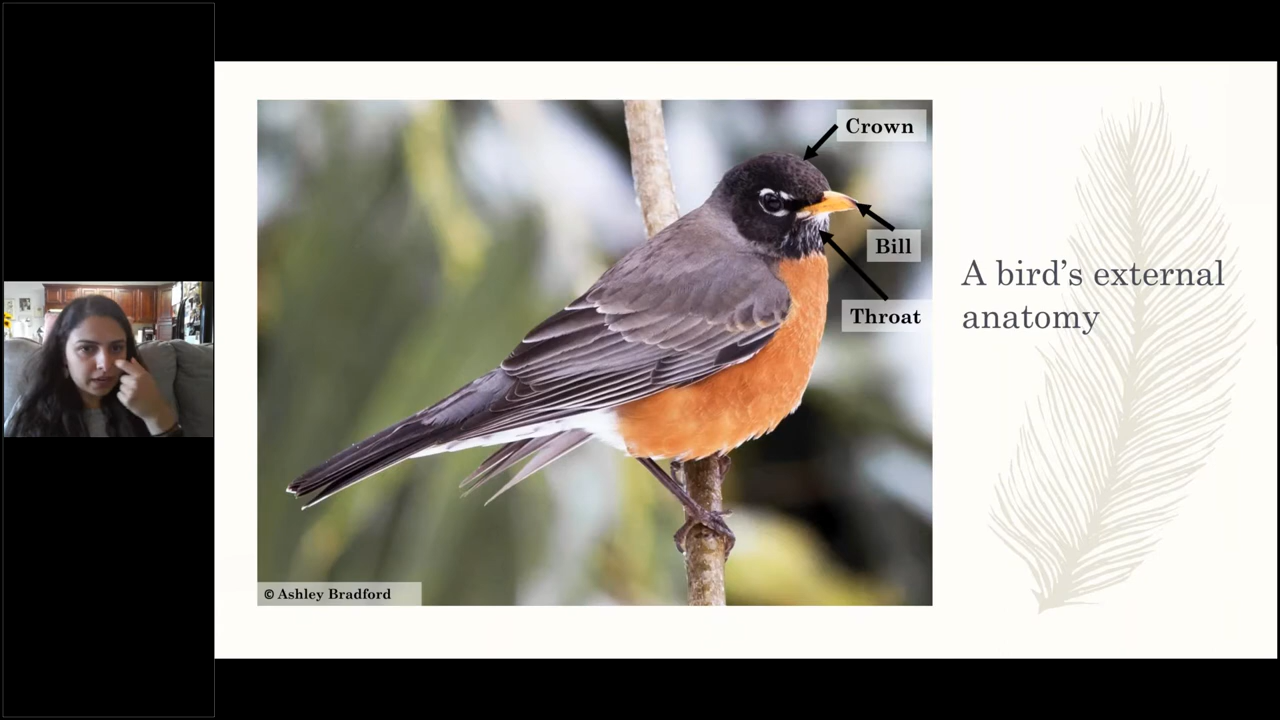 Crown
Bill
Throat
A bird's external
anatomy
© Ashley Bradford